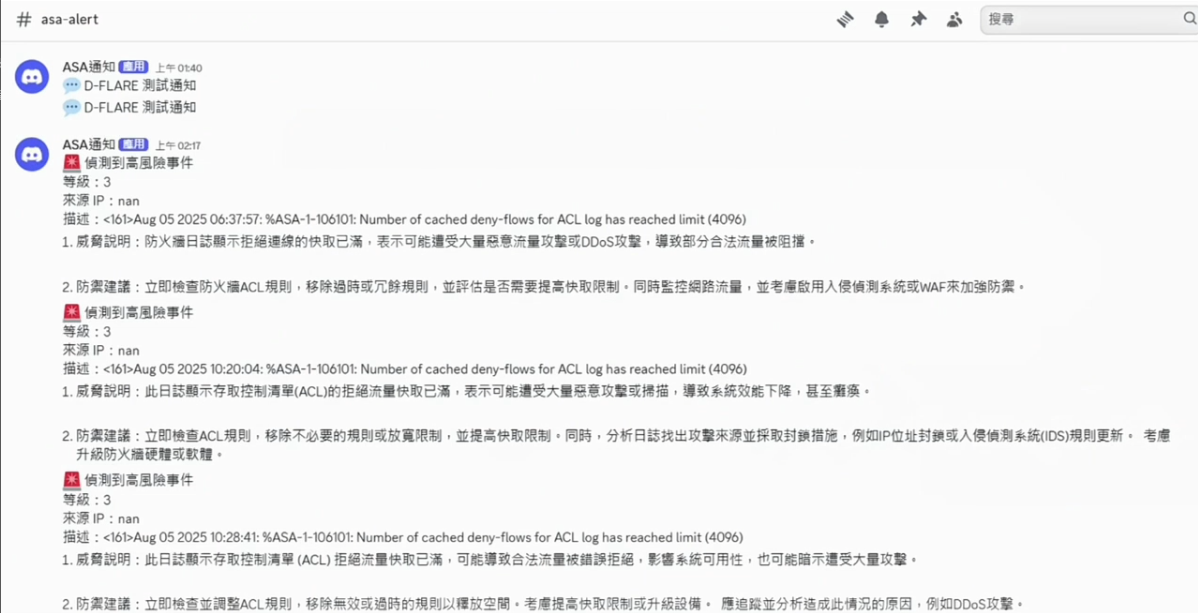 # asa-alert
搜尋
ASA通知 應用 上午 01:40
💬 D-FLARE 測試通知
💬 D-FLARE 測試通知
ASA通知 應用 上午 02:17
🚨 偵測到高風險事件
等級：3
來源 IP：nan
描述：<161>Aug 05 2025 06:37:57: %ASA-1-106101: Number of cached deny-flows for ACL log has reached limit (4096)
1. 威脅說明：防火牆日誌顯示拒絕連線的快取已滿，表示可能遭受大量惡意流量攻擊或DDoS攻擊，導致部分合法流量被阻擋。
2. 防禦建議：立即檢查防火牆ACL規則，移除過時或冗餘規則，並評估是否需要提高快取限制。同時監控網路流量，並考慮啟用入侵偵測系統或WAF來加強防禦。
🚨 偵測到高風險事件
等級：3
來源 IP：nan
描述：<161>Aug 05 2025 10:20:04: %ASA-1-106101: Number of cached deny-flows for ACL log has reached limit (4096)
1. 威脅說明：此日誌顯示存取控制清單(ACL)的拒絕流量快取已滿，表示可能遭受大量惡意攻擊或掃描，導致系統效能下降，甚至癱瘓。
2. 防禦建議：立即檢查ACL規則，移除不必要的規則或放寬限制，並提高快取限制。同時，分析日誌找出攻擊來源並採取封鎖措施，例如IP位址封鎖或入侵偵測系統(IDS)規則更新。 考慮
升級防火牆硬體或軟體。
🚨 偵測到高風險事件
等級：3
來源 IP：nan
描述：<161>Aug 05 2025 10:28:41: %ASA-1-106101: Number of cached deny-flows for ACL log has reached limit (4096)
1. 威脅說明：此日誌顯示存取控制清單 (ACL) 拒絕流量快取已滿，可能導致合法流量被錯誤拒絕，影響系統可用性，也可能暗示遭受大量攻擊。
2. 防禦建議：立即檢查並調整ACL規則，移除無效或過時的規則以釋放空間。考慮提高快取限制或升級設備。 應追蹤並分析造成此情況的原因，例如DDoS攻擊。